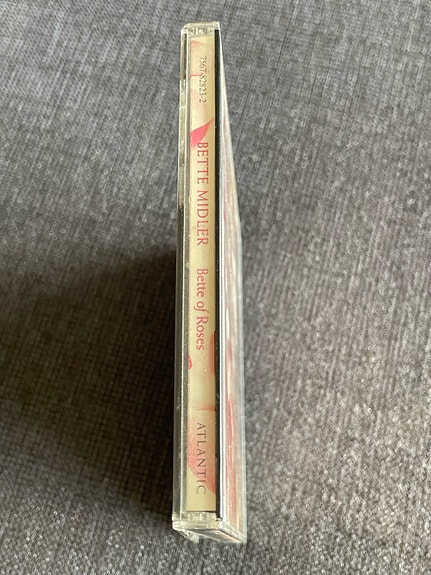 7567-82823-2
BETTE MIDLER
Bette of Roses
ATLANTIC